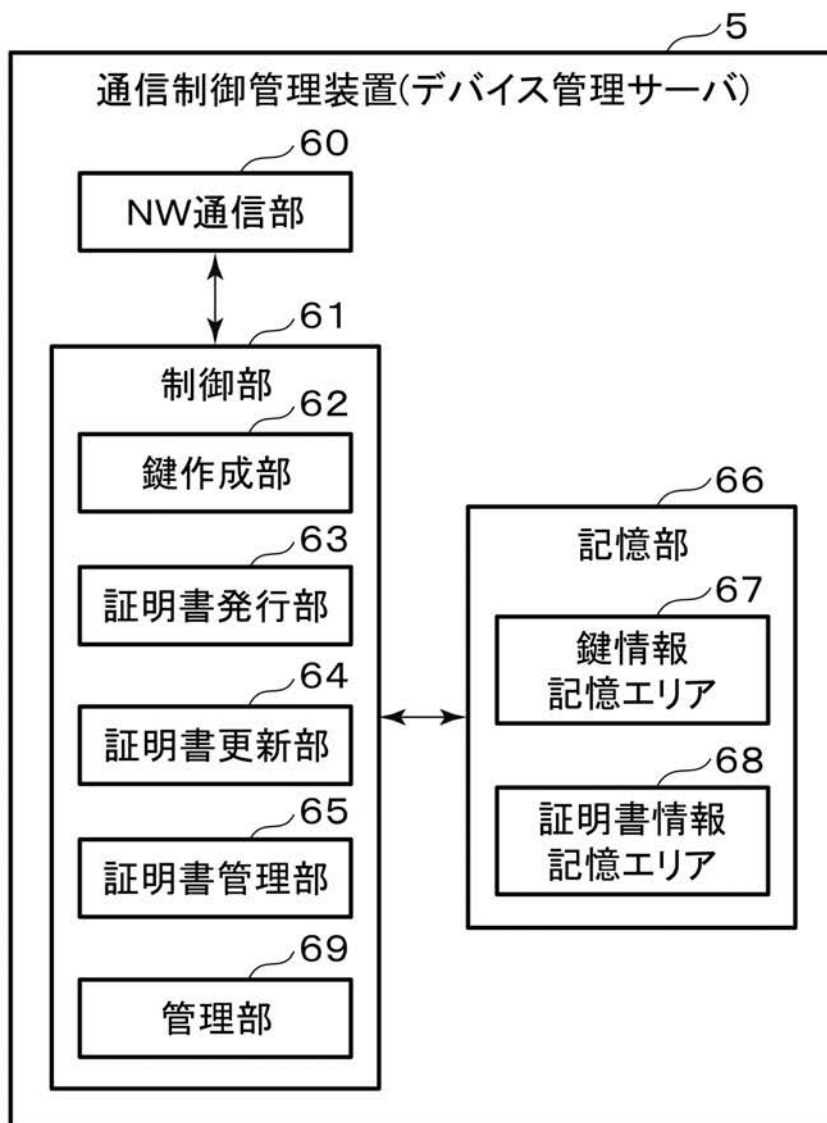 5
通信制御管理装置(デバイス管理サーバ)
60
NW通信部
61
制御部
62
鍵作成部
63
証明書発行部
64
証明書更新部
65
証明書管理部
69
管理部
66
記憶部
67
鍵情報
記憶エリア
68
証明書情報
記憶エリア